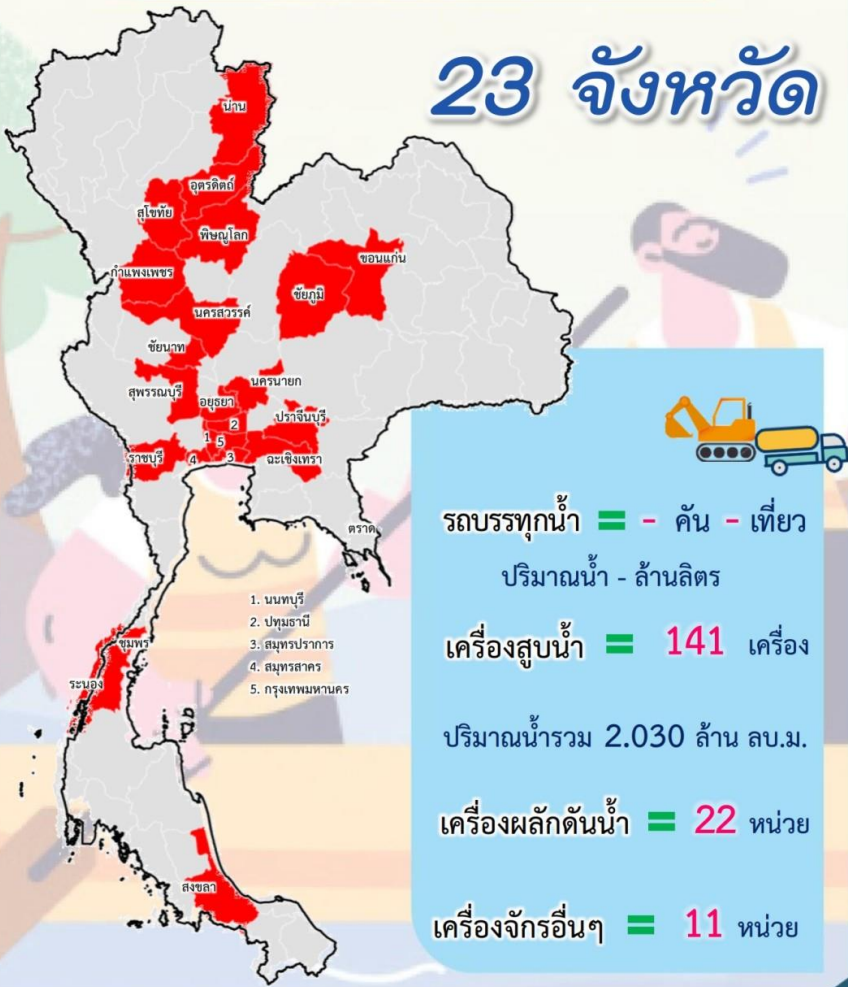 23 จังหวัด
น่าน
อุตรดิตถ์
สุโขทัย
พิษณุโลก
กำแพงเพชร
ขอนแก่น
ชัยภูมิ
นครสวรรค์
ชัยนาท
สุพรรณบุรี
นครนายก
อยุธยา
ปราจีนบุรี
2
1
5
ราชบุรี
4
3
ฉะเชิงเทรา
ตราด
1. นนทบุรี
2. ปทุมธานี
3. สมุทรปราการ
4. สมุทรสาคร
5. กรุงเทพมหานคร
ชุมพร
ระนอง
สงขลา
รถบรรทุกน้ำ = - คัน - เที่ยว
ปริมาณน้ำ - ล้านลิตร
เครื่องสูบน้ำ = 141 เครื่อง
ปริมาณน้ำรวม 2.030 ล้าน ลบ.ม.
เครื่องผลักดันน้ำ = 22 หน่วย
เครื่องจักรอื่นๆ = 11 หน่วย